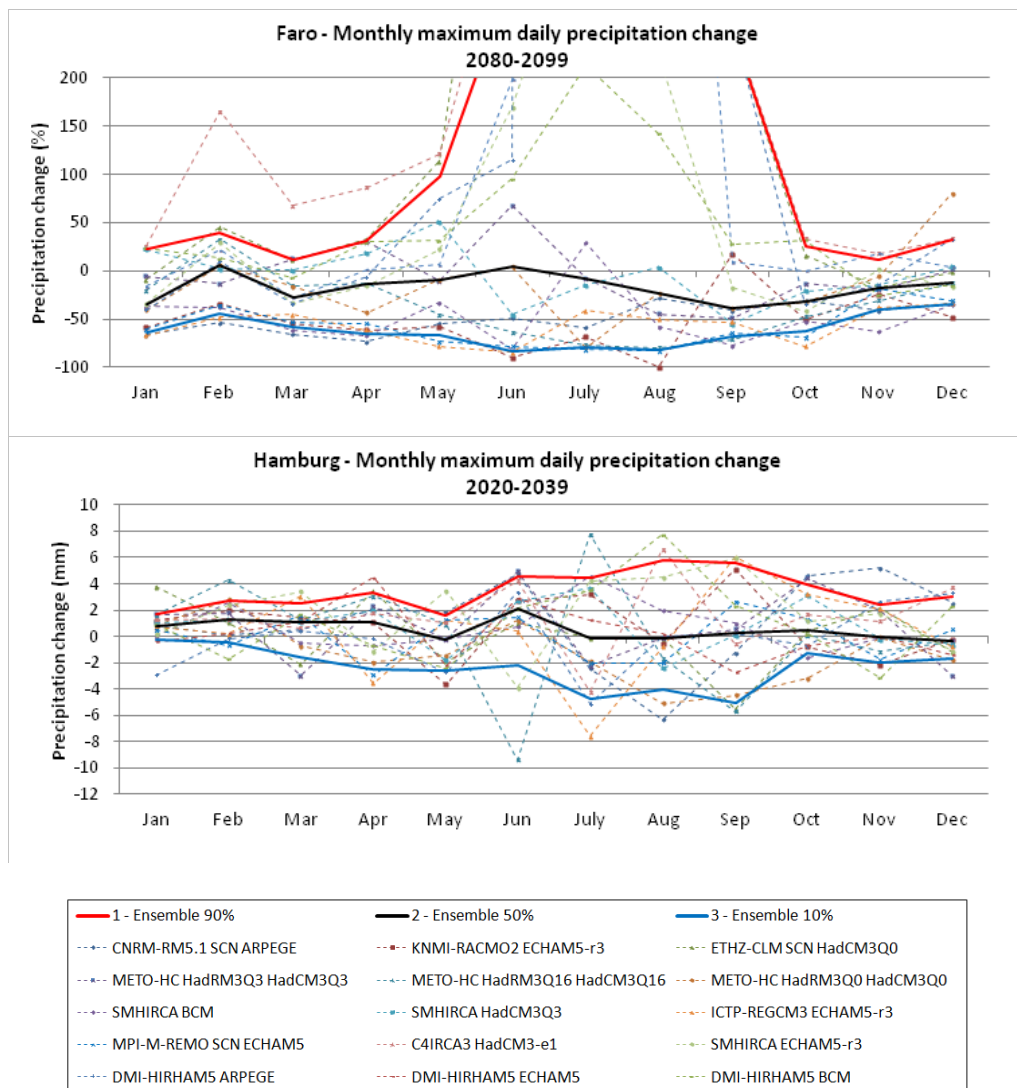 Faro - Monthly maximum daily precipitation change
2080-2099
Precipitation change (%)
200
150
100
50
0
-50
-100
Jan Feb Mar Apr May Jun July Aug Sep Oct Nov Dec
Hamburg - Monthly maximum daily precipitation change
2020-2039
Precipitation change (mm)
10
8
6
4
2
0
-2
-4
-6
-8
-10
-12
Jan Feb Mar Apr May Jun July Aug Sep Oct Nov Dec
1 - Ensemble 90% 2 - Ensemble 50% 3 - Ensemble 10%
CNRM-RM5.1 SCN ARPEGE KNMI-RACMO2 ECHAM5-r3 ETHZ-CLM SCN HadCM3Q0
METO-HC HadRM3Q3 HadCM3Q3 METO-HC HadRM3Q16 HadCM3Q16 METO-HC HadRM3Q0 HadCM3Q0
SMHIRCA BCM SMHIRCA HadCM3Q3 ICTP-REGCM3 ECHAM5-r3
MPI-M-REMO SCN ECHAM5 C4IRCA3 HadCM3-e1 SMHIRCA ECHAM5-r3
DMI-HIRHAM5 ARPEGE DMI-HIRHAM5 ECHAM5 DMI-HIRHAM5 BCM